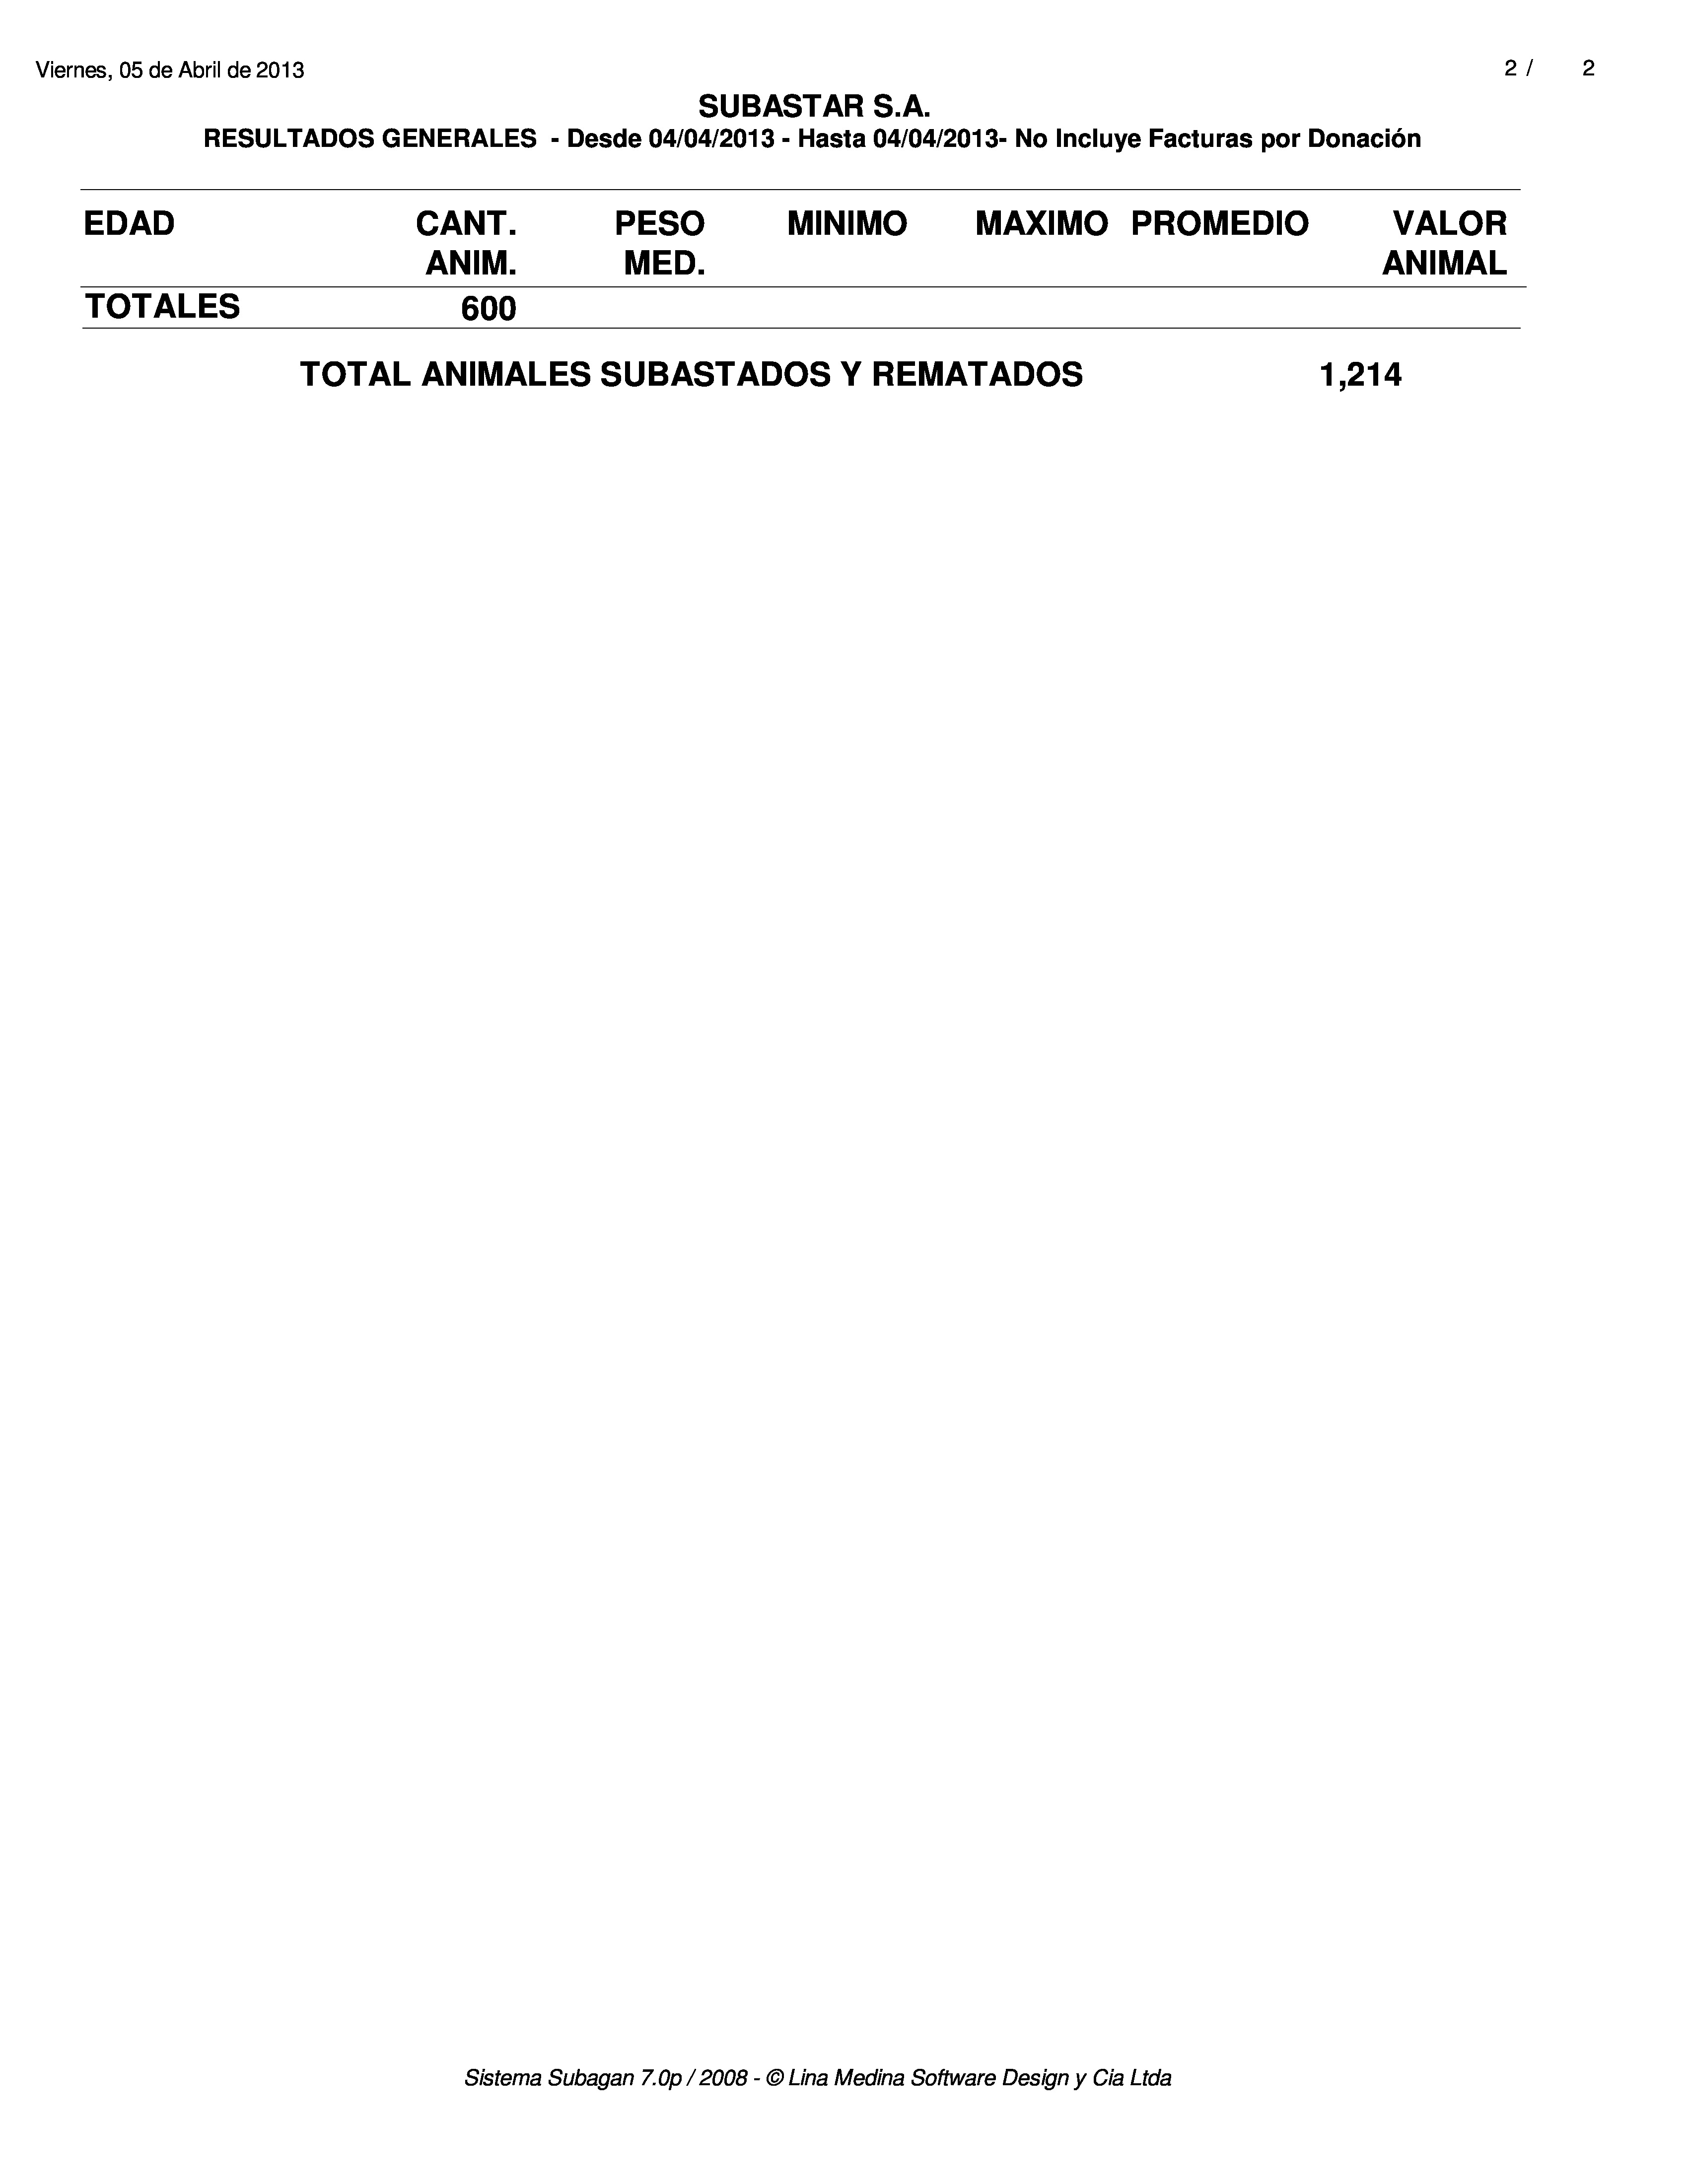 Viernes, 05 de Abril de 2013 2 / 2
SUBASTAR S.A.
RESULTADOS GENERALES - Desde 04/04/2013 - Hasta 04/04/2013- No Incluye Facturas por Donación
EDAD CANT. PESO MINIMO MAXIMO PROMEDIO VALOR
ANIM. MED. ANIMAL
TOTALES 600
TOTAL ANIMALES SUBASTADOS Y REMATADOS 1,214
Sistema Subagan 7.0p / 2008 - © Lina Medina Software Design y Cia Ltda